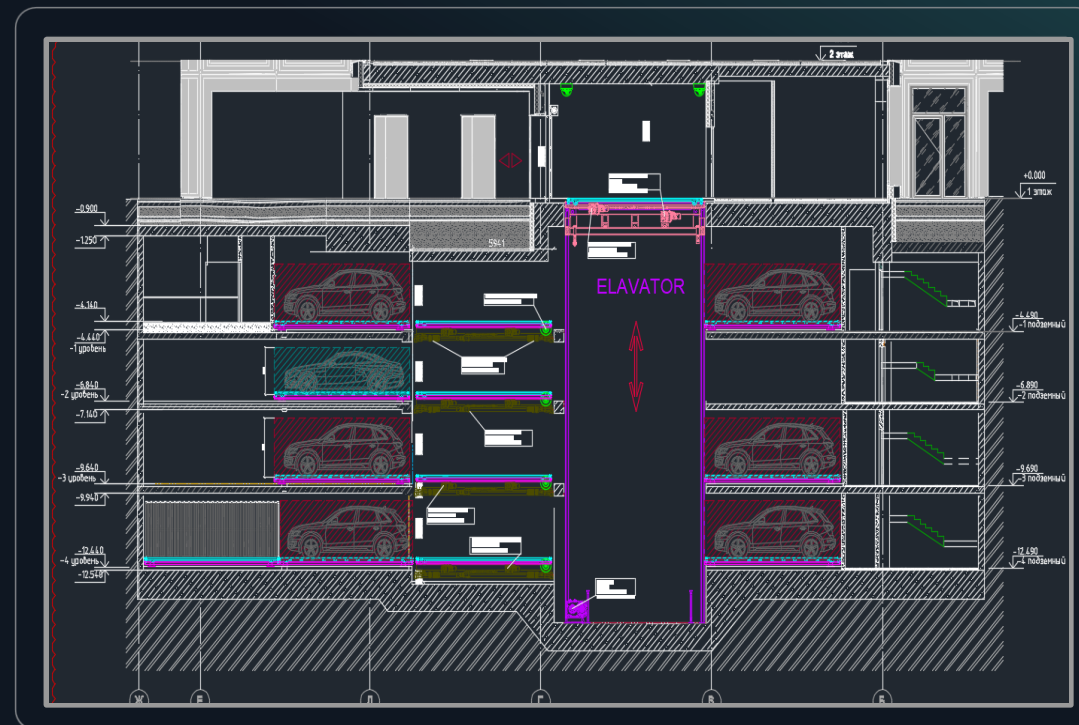 2 этаж
+0.000
1 этаж
-0.900
-1.250
5941
ELAVATOR
-4.140
-4.440
-1 уровень
-4.490
-1 подземный
-6.840
-2 уровень
-7.140
-6.890
-2 подземный
-9.640
-3 уровень
-9.940
-9.690
-3 подземный
-12.440
-4 уровень
-12.540
-12.490
-4 подземный
Ж Е Д Г В Б